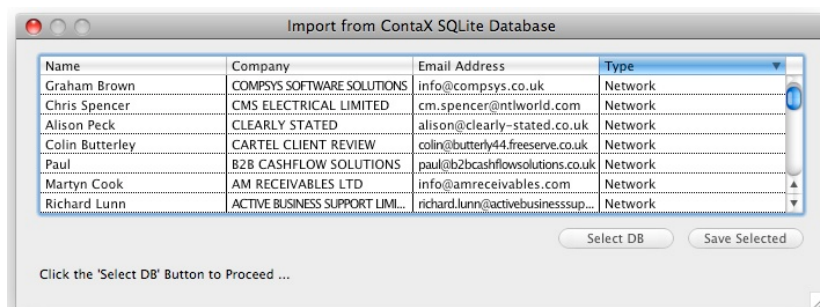 Import from ContaX SQLite Database
Name Company Email Address Type
Graham Brown COMPSYS SOFTWARE SOLUTIONS info@compsys.co.uk Network
Chris Spencer CMS ELECTRICAL LIMITED cm.spencer@ntlworld.com Network
Alison Peck CLEARLY STATED alison@clearly-stated.co.uk Network
Colin Butterley CARTEL CLIENT REVIEW colin@butterly44.freeserve.co.uk Network
Paul B2B CASHFLOW SOLUTIONS paul@b2bcashflowsolutions.co.uk Network
Martyn Cook AM RECEIVABLES LTD info@amreceivables.com Network
Richard Lunn ACTIVE BUSINESS SUPPORT LIMI... richard.lunn@activebusinesssup... Network
Select DB Save Selected
Click the 'Select DB' Button to Proceed ...